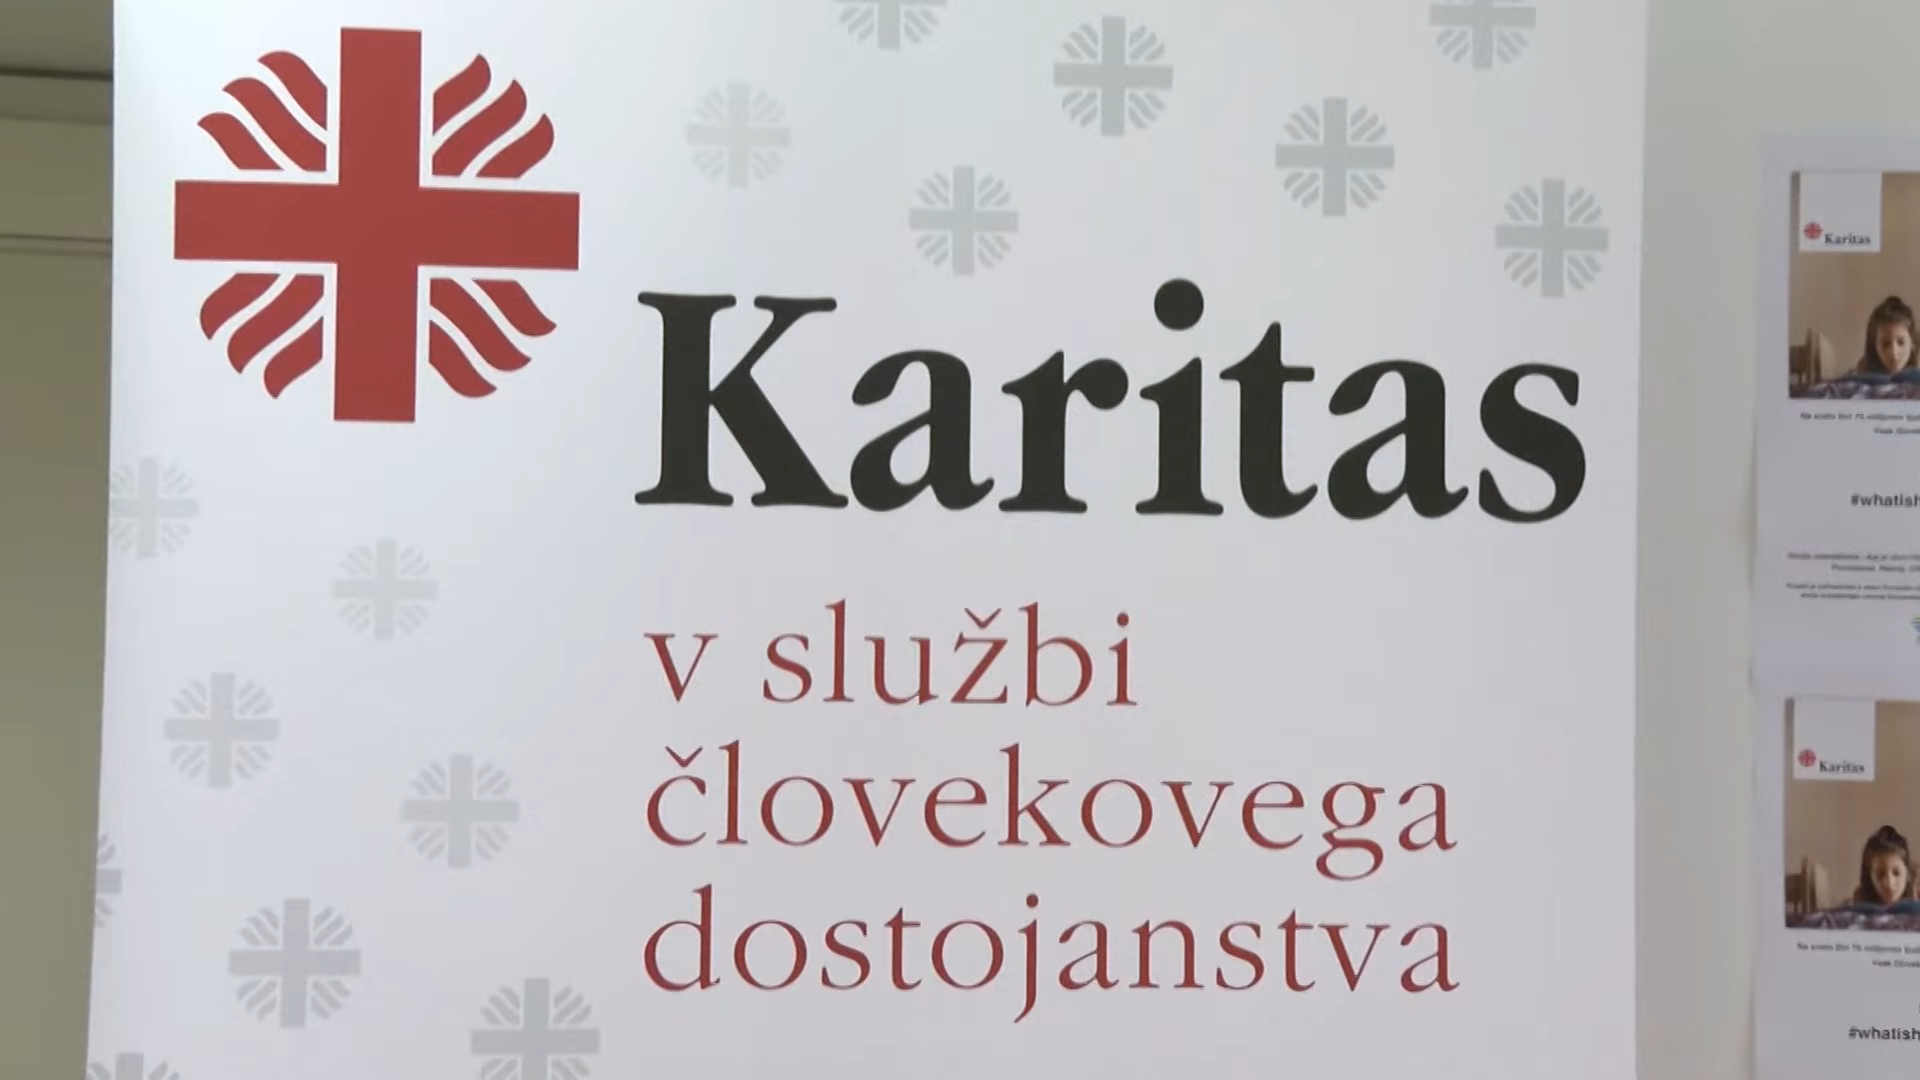 Karitas
v službi
človekovega
dostojanstva
Karitas
#whatish
Karitas
#whatish